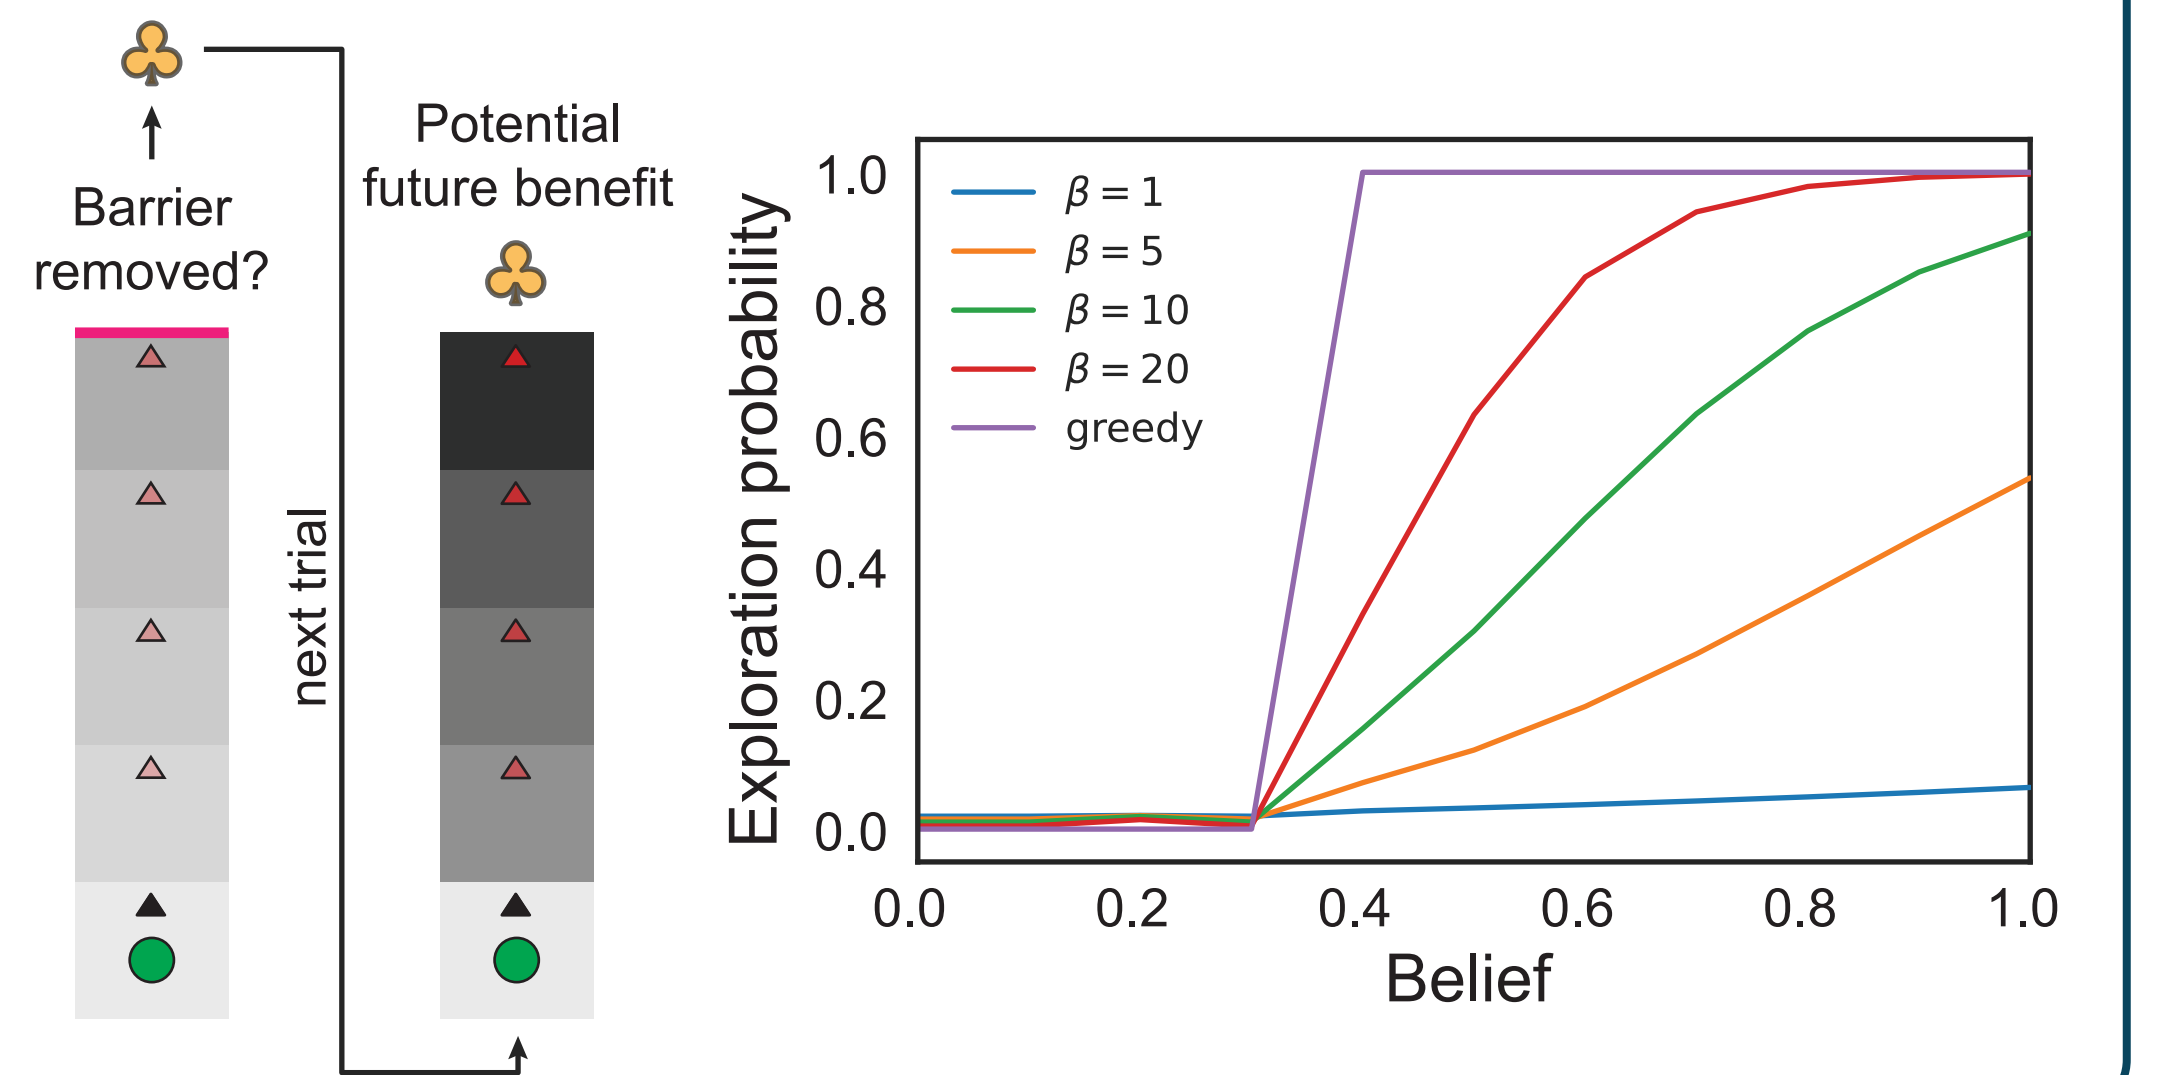 Barrier
removed?
next trial
Potential
future benefit
Exploration probability
1.0
0.8
0.6
0.4
0.2
0.0
β = 1
β = 5
β = 10
β = 20
greedy
0.0 0.2 0.4 0.6 0.8 1.0
Belief